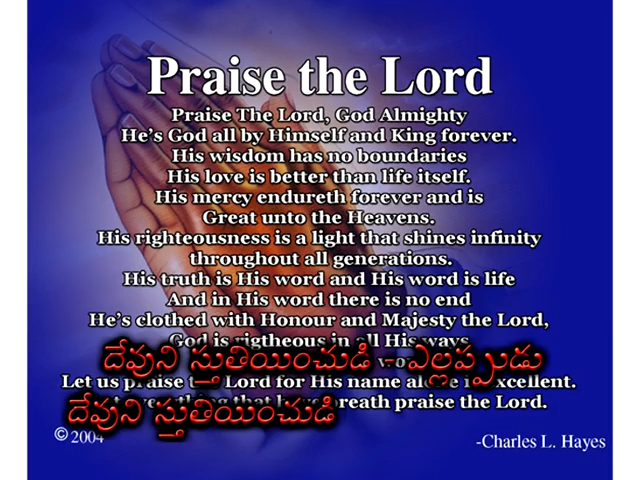 Praise the Lord
Praise The Lord, God Almighty
He's God all by Himself and King forever.
His wisdom has no boundaries
His love is better than life itself.
His mercy endureth forever and is
Great unto the Heavens.
His righteousness is a light that shines infinity
throughout all generations.
His truth is His word and His word is life
And in His word there is no end
He's clothed with Honour and Majesty the Lord,
God is rigtheous in all His ways
దేవుని స్తుతియించుడి - ఎల్లప్పుడు
Let us praise the Lord for His name alone is excellent.
breath praise the Lord.
దేవుని స్తుతియించుడి
© 2004
-Charles L. Hayes